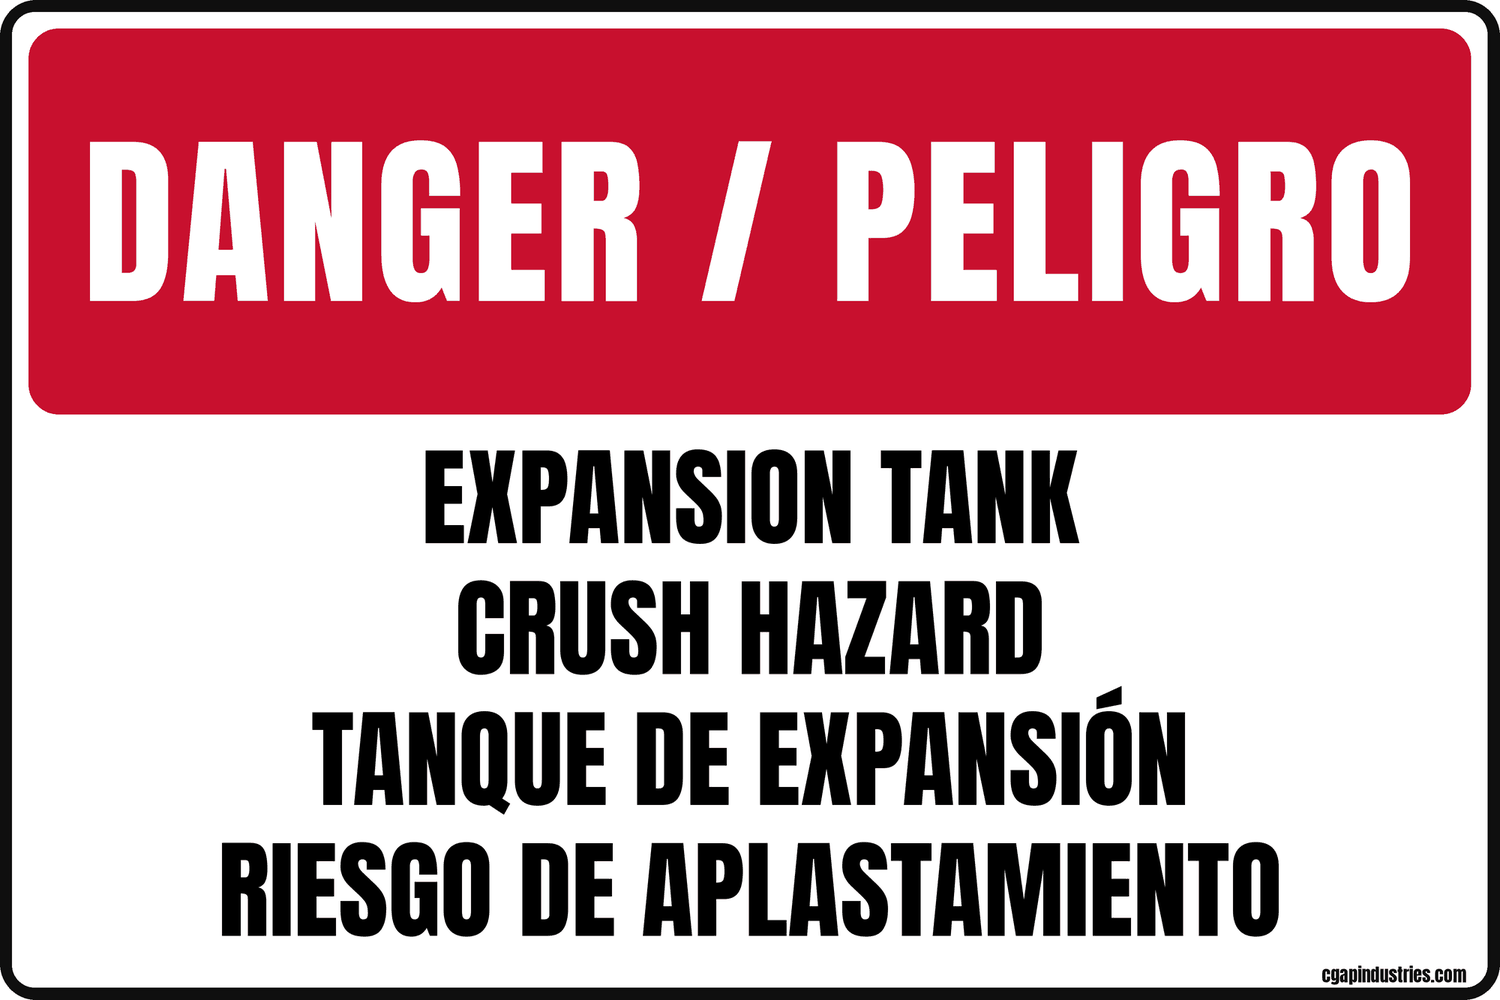 DANGER / PELIGRO
EXPANSION TANK
CRUSH HAZARD
TANQUE DE EXPANSIÓN
RIESGO DE APLASTAMIENTO
cgapindustries.com